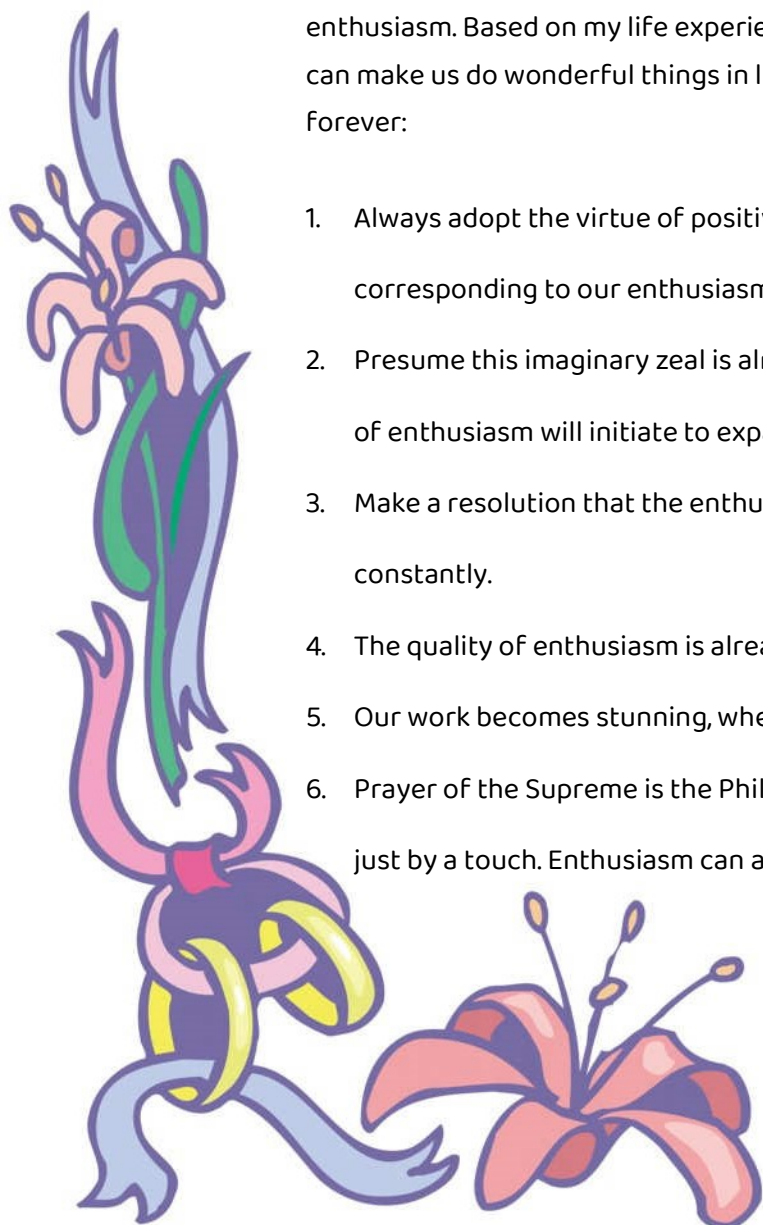 enthusiasm. Based on my life experie
can make us do wonderful things in l
forever:
1. Always adopt the virtue of positiv
corresponding to our enthusiasm
2. Presume this imaginary zeal is alr
of enthusiasm will initiate to expa
3. Make a resolution that the enthu
constantly.
4. The quality of enthusiasm is alrea
5. Our work becomes stunning, whe
6. Prayer of the Supreme is the Phil
just by a touch. Enthusiasm can a